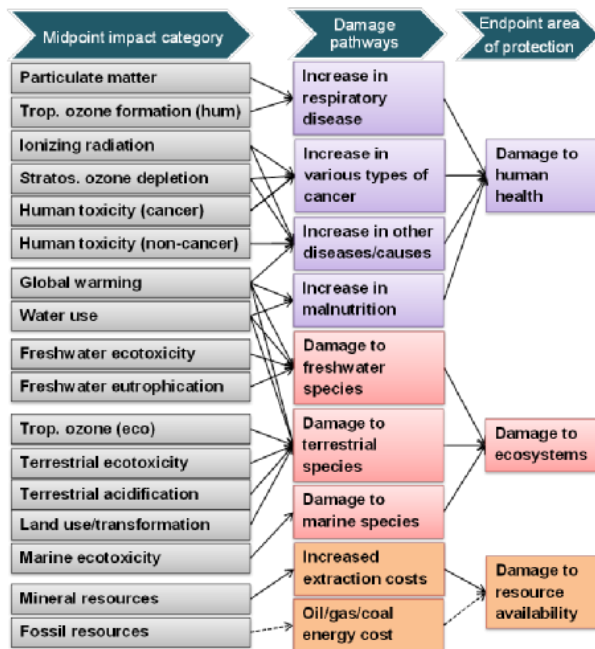 Midpoint impact category
Damage
pathways
Endpoint area
of protection
Particulate matter
Trop. ozone formation (hum)
Ionizing radiation
Stratos. ozone depletion
Human toxicity (cancer)
Human toxicity (non-cancer)
Global warming
Water use
Freshwater ecotoxicity
Freshwater eutrophication
Trop. ozone (eco)
Terrestrial ecotoxicity
Terrestrial acidification
Land use/transformation
Marine ecotoxicity
Mineral resources
Fossil resources
Increase in
respiratory
disease
Increase in
various types of
cancer
Increase in other
diseases/causes
Increase in
malnutrition
Damage to
freshwater
species
Damage to
terrestrial
species
Damage to
marine species
Increased
extraction costs
Oil/gas/coal
energy cost
Damage to
human
health
Damage to
ecosystems
Damage to
resource
availability